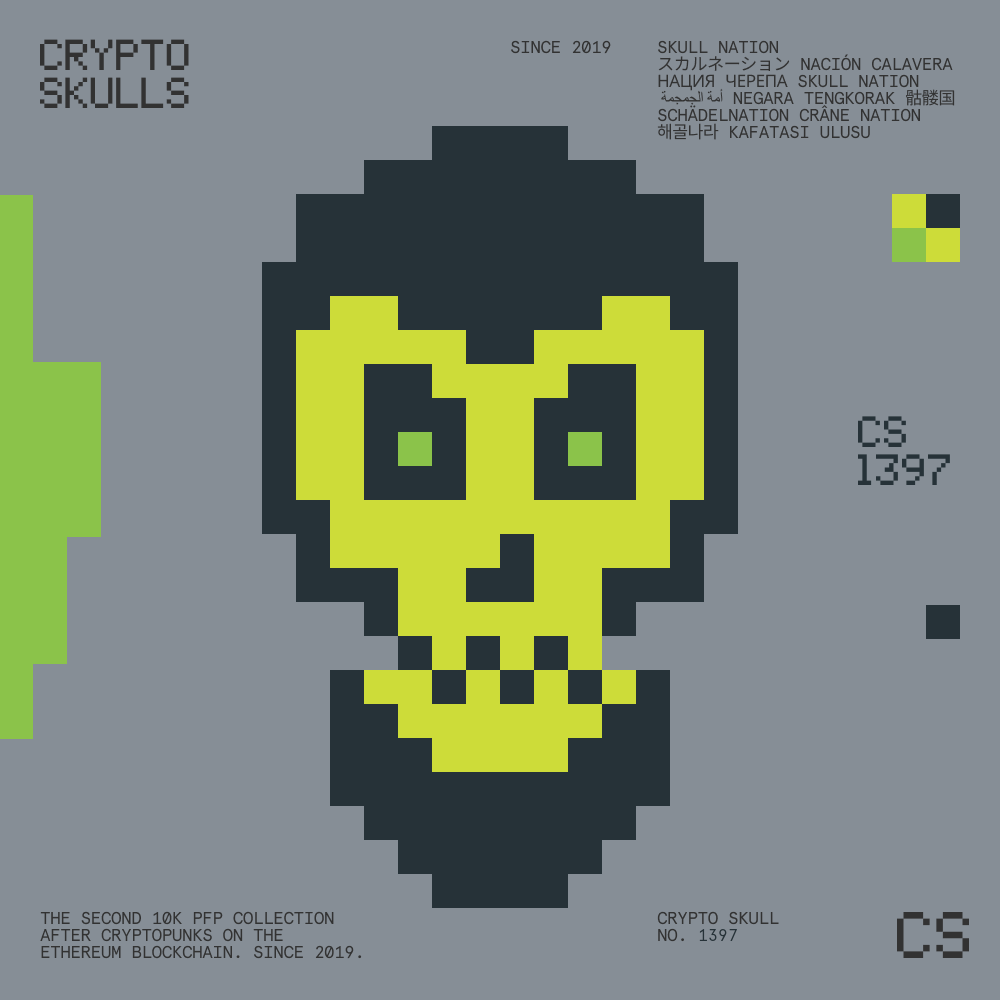 CRYPTO
SKULLS
SINCE 2019
SKULL NATION
スカルネーション NACIÓN CALAVERA
НАЦИЯ ЧЕРЕПА SKULL NATION
أمة الجمجمة NEGARA TENGKORAK 骷髅国
SCHÄDELNATION CRÂNE NATION
해골나라 KAFATASI ULUSU
CS
1397
THE SECOND 10K PFP COLLECTION
AFTER CRYPTOPUNKS ON THE
ETHEREUM BLOCKCHAIN. SINCE 2019.
CRYPTO SKULL
NO. 1397
CS